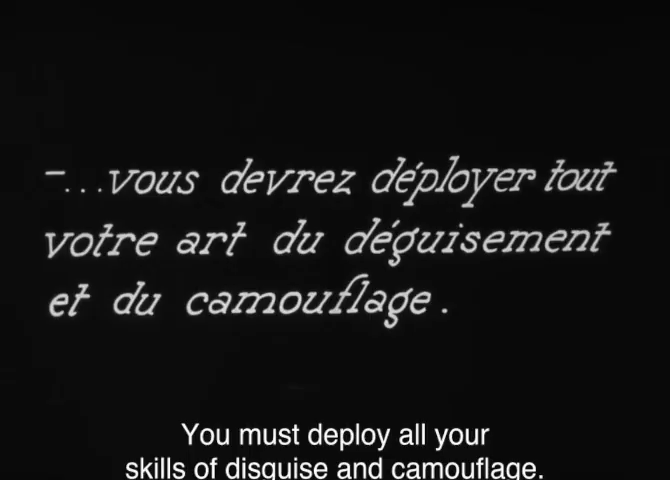 –...vous devrez déployer tout
votre art du déguisement
et du camouflage.
You must deploy all your
skills of disguise and camouflage.